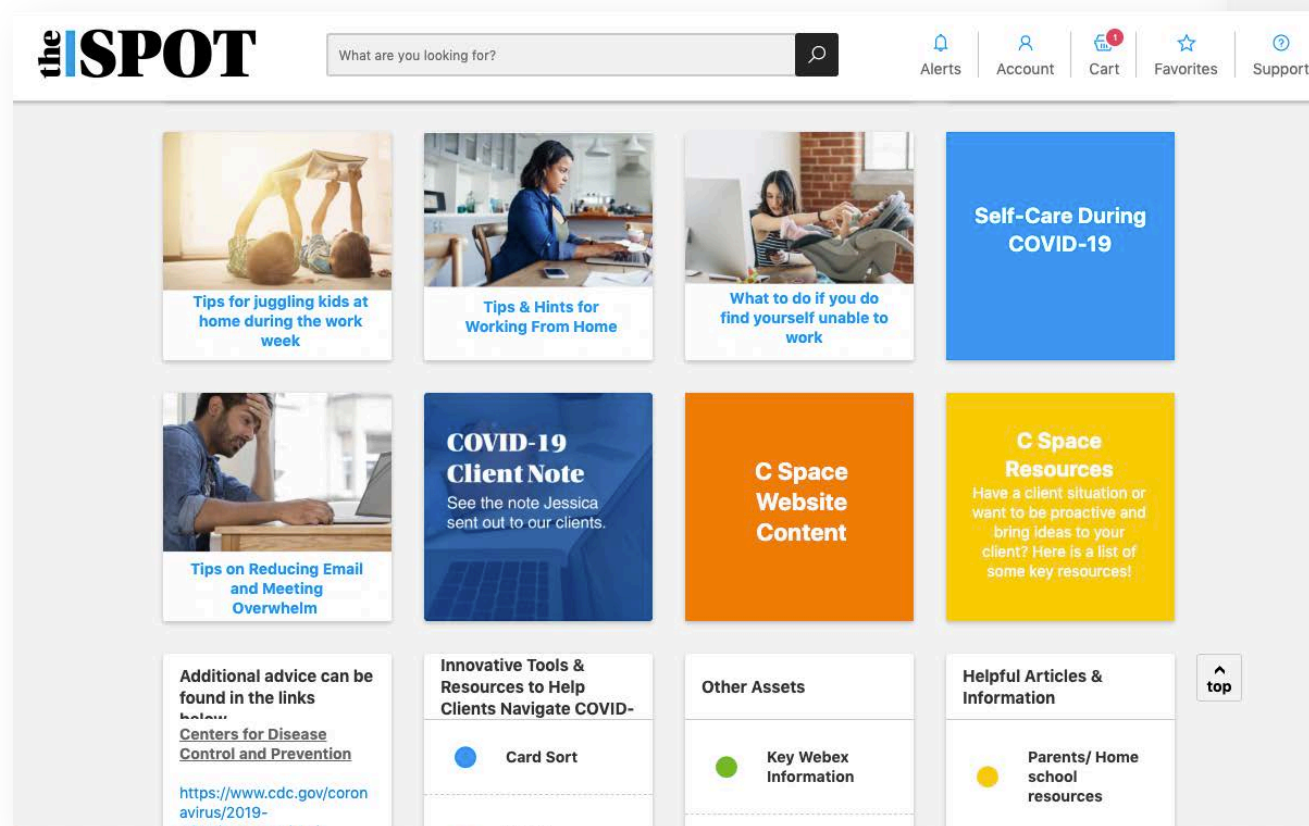 the SPOT
What are you looking for?
Alerts
Account
1
Cart
Favorites
Support
Tips for juggling kids at
home during the work
week
Tips & Hints for
Working From Home
What to do if you do
find yourself unable to
work
Self-Care During
COVID-19
Tips on Reducing Email
and Meeting
Overwhelm
COVID-19
Client Note
See the note Jessica
sent out to our clients.
C Space
Website
Content
C Space
Resources
Have a client situation or
want to be proactive and
bring ideas to your
client? Here is a list of
some key resources!
Additional advice can be
found in the links
below
Centers for Disease
Control and Prevention
https://www.cdc.gov/coron
avirus/2019-
Innovative Tools &
Resources to Help
Clients Navigate COVID-
Card Sort
Other Assets
Key Webex
Information
Helpful Articles &
Information
Parents/ Home
school
resources
top